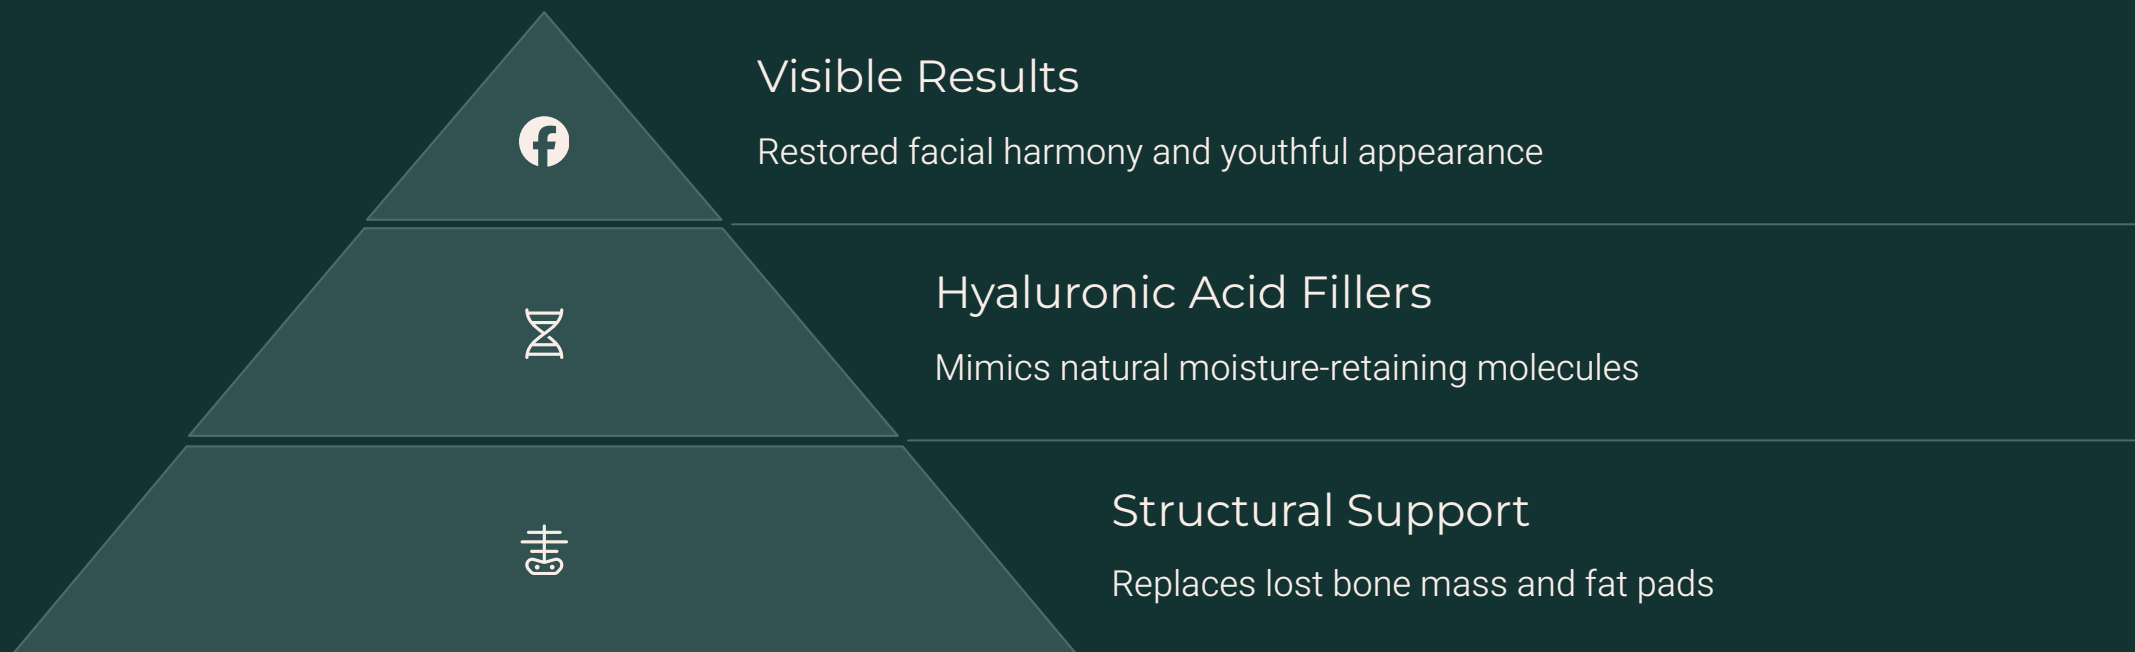 Visible Results
Restored facial harmony and youthful appearance
Hyaluronic Acid Fillers
Mimics natural moisture-retaining molecules
Structural Support
Replaces lost bone mass and fat pads